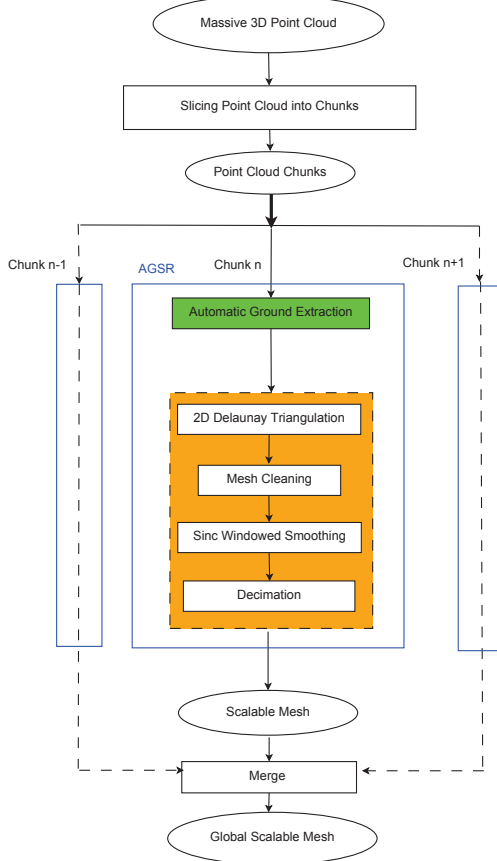 Massive 3D Point Cloud
Slicing Point Cloud into Chunks
Point Cloud Chunks
Chunk n-1
AGSR
Chunk n
Chunk n+1
Automatic Ground Extraction
2D Delaunay Triangulation
Mesh Cleaning
Sinc Windowed Smoothing
Decimation
Scalable Mesh
Merge
Global Scalable Mesh